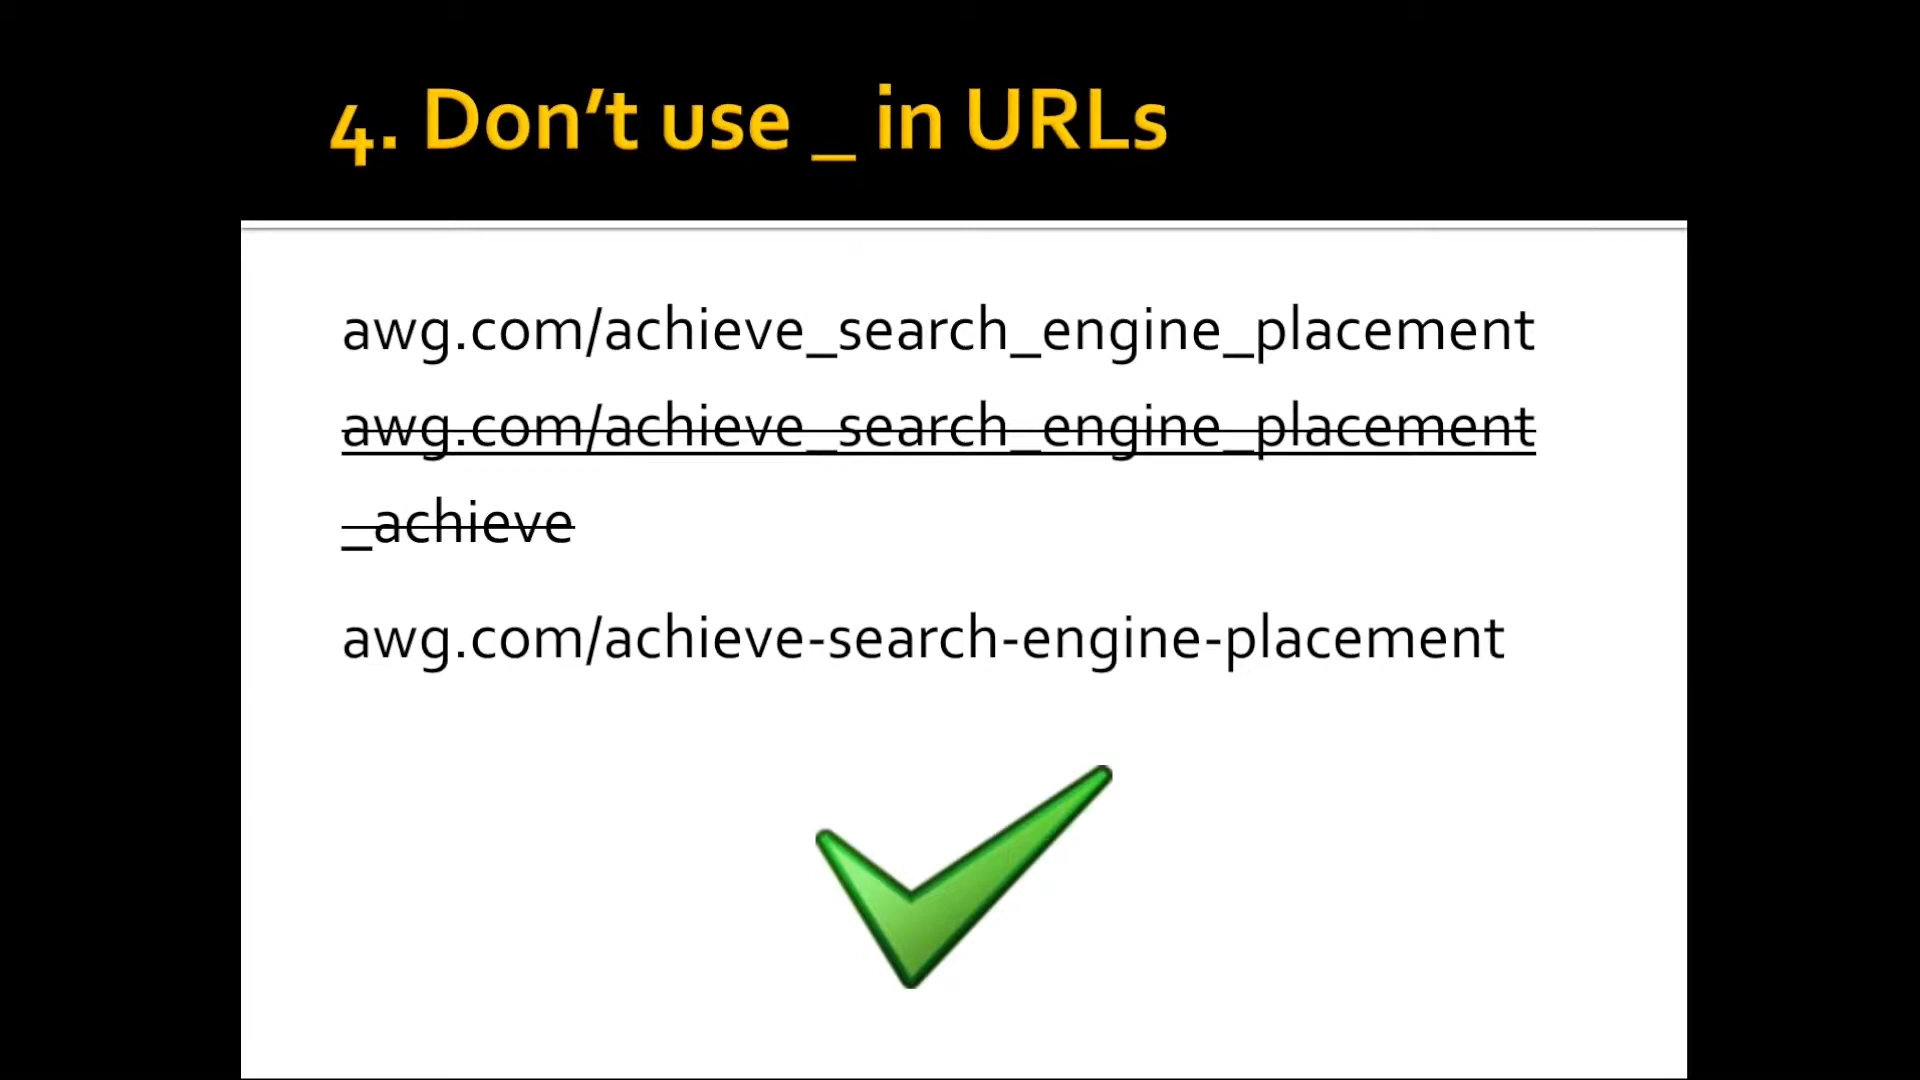 4. Don’t use _ in URLs
awg.com/achieve_search_engine_placement
awg.com/achieve_search_engine_placement
_achieve
awg.com/achieve-search-engine-placement